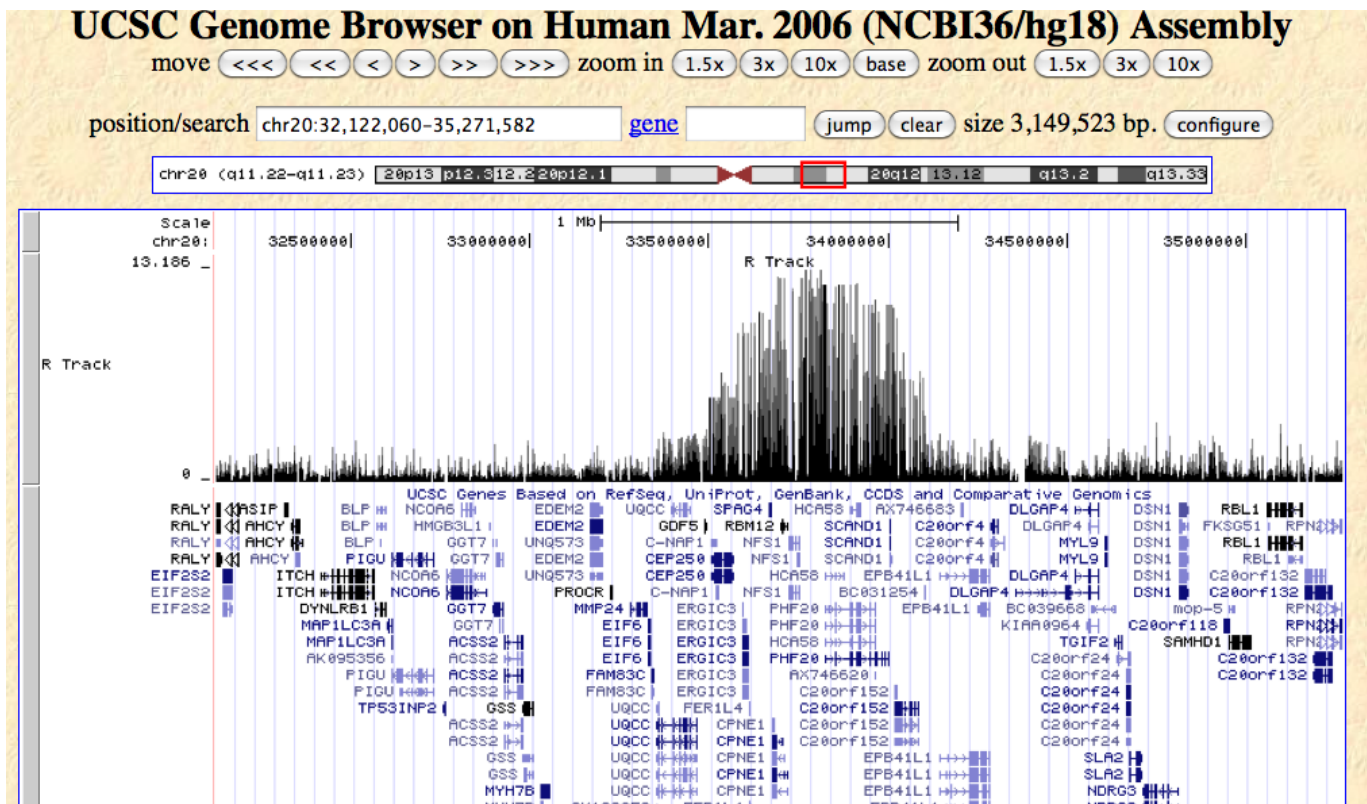 UCSC Genome Browser on Human Mar. 2006 (NCBI36/hg18) Assembly
move <<< << < > >> >>> zoom in 1.5x 3x 10x base zoom out 1.5x 3x 10x
position/search chr20:32,122,060-35,271,582 gene jump clear size 3,149,523 bp. configure
chr20 (q11.22-q11.23) 20p13 p12.3 12.2 20p12.1 20q12 13.12 q13.2 q13.33
Scale 1 Mb
chr20: 32500000 33000000 33500000 34000000 34500000 35000000
13.186 _ R Track
R Track
0 _
UCSC Genes Based on RefSeq, UniProt, GenBank, CCDS and Comparative Genomics
RALY ASIP BLP NCOA6 EDEM2 UQCC SPAG4 HCA58 AX746683 DLGAP4 DSN1 RBL1
RALY AHCY BLP HMGB3L1 EDEM2 GDF5 RBM12 SCAND1 C20orf4 DLGAP4 DSN1 FKSG51 RPN2
RALY AHCY BLP GGT7 UNQ573 C-NAP1 NFS1 SCAND1 C20orf4 MYL9 DSN1 RBL1
RALY AHCY PIGU GGT7 EDEM2 CEP250 NFS1 SCAND1 C20orf4 MYL9 DSN1 RBL1
EIF2S2 ITCH NCOA6 UNQ573 CEP250 HCA58 EPB41L1 DLGAP4 DSN1 C20orf132
EIF2S2 ITCH NCOA6 PROCR C-NAP1 NFS1 BC031254 DLGAP4 DSN1 C20orf132
EIF2S2 DYNLRB1 GGT7 MMP24 ERGIC3 PHF20 EPB41L1 BC039668 mop-5 RPN2
MAP1LC3A GGT7 EIF6 ERGIC3 PHF20 KIAA0964 C20orf118 RPN2
MAP1LC3A ACSS2 EIF6 ERGIC3 HCA58 TGIF2 SAMHD1 RPN2
AK095356 ACSS2 EIF6 ERGIC3 PHF20 C20orf24 C20orf132
PIGU ACSS2 FAM83C ERGIC3 AX746620 C20orf24 C20orf132
PIGU ACSS2 FAM83C ERGIC3 C20orf152 C20orf24
TP53INP2 GSS UQCC FER1L4 C20orf152 C20orf24
ACSS2 UQCC CPNE1 C20orf152 C20orf24
ACSS2 UQCC CPNE1 C20orf152 C20orf24
GSS UQCC CPNE1 EPB41L1 SLA2
GSS UQCC CPNE1 EPB41L1 SLA2
MYH7B UQCC CPNE1 EPB41L1 NDRG3